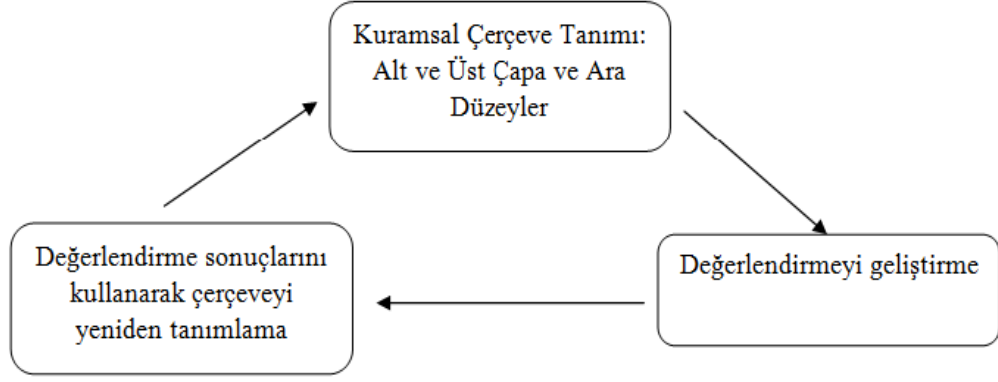 Kuramsal Çerçeve Tanımı:
Alt ve Üst Çapa ve Ara
Düzeyler
Değerlendirme sonuçlarını
kullanarak çerçeveyi
yeniden tanımlama
Değerlendirmeyi geliştirme